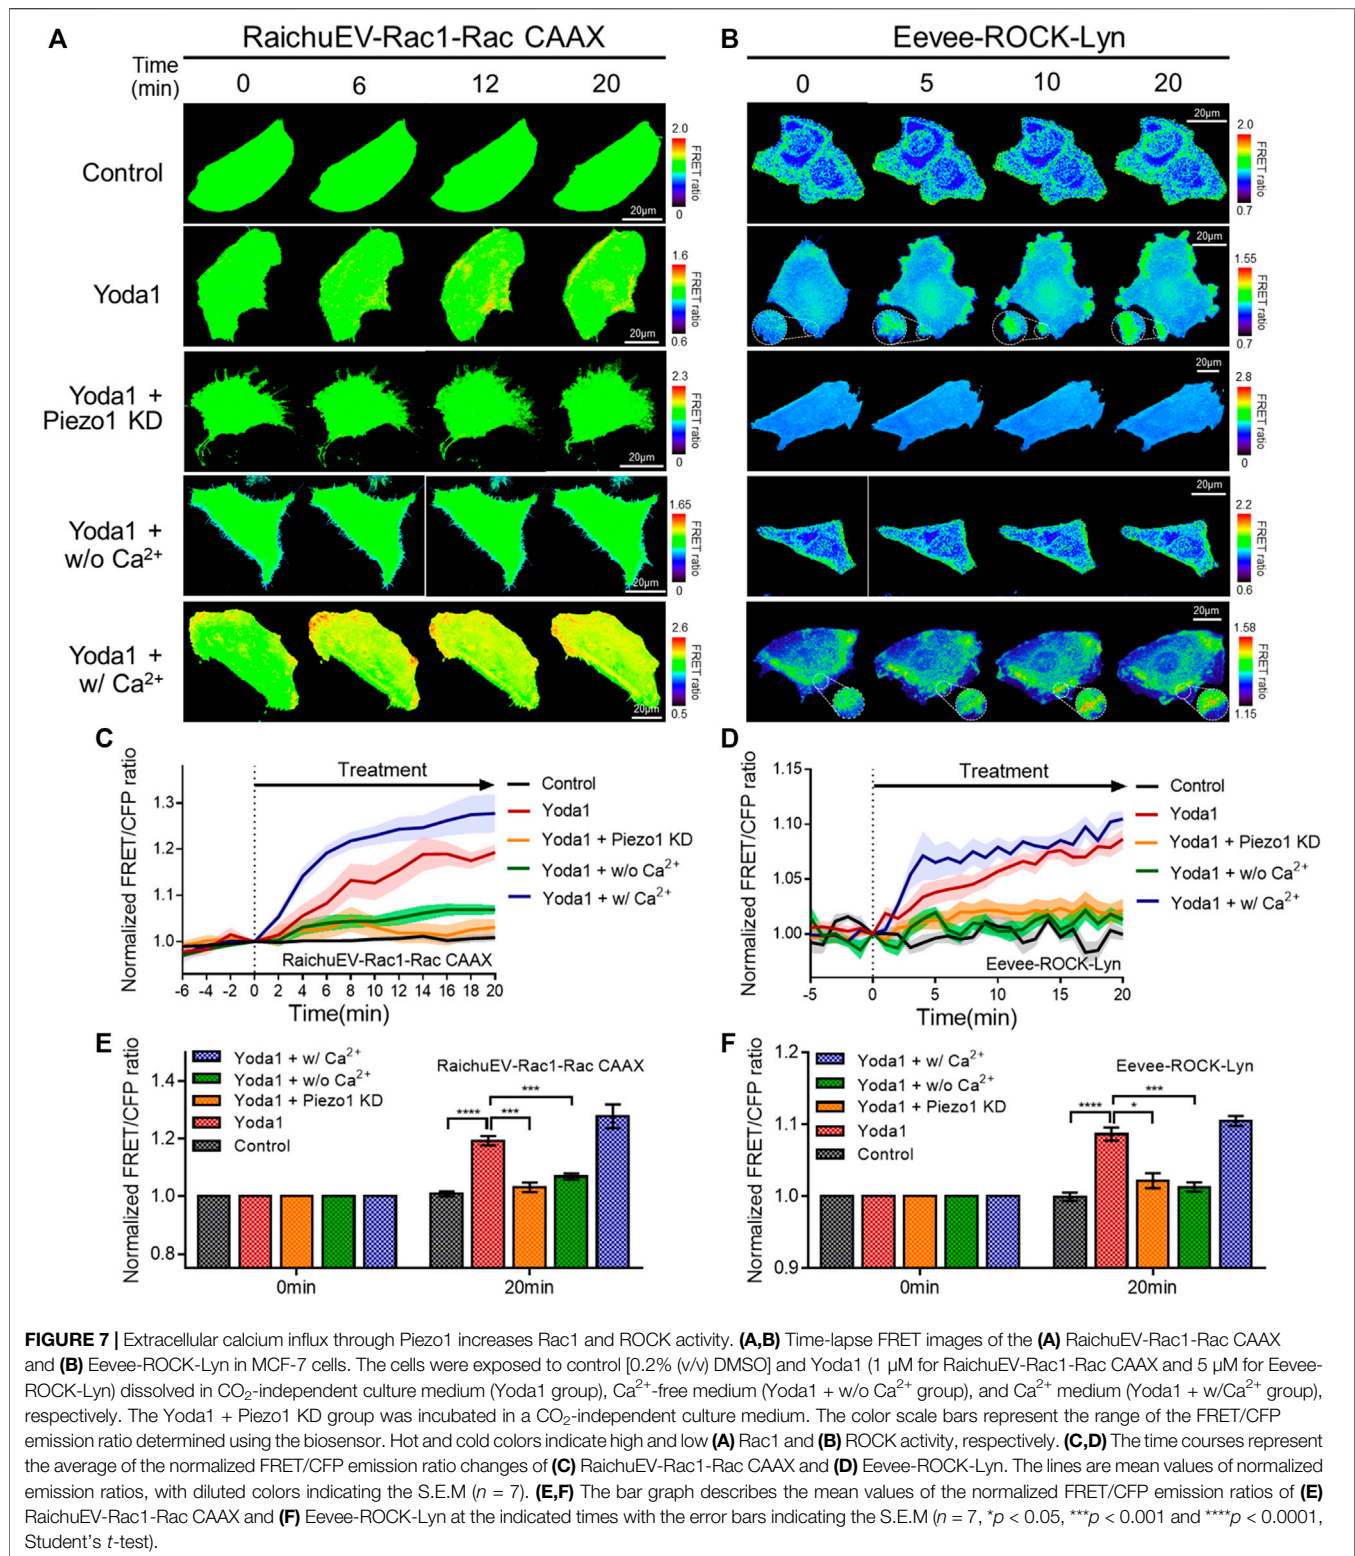 A
RaichuEV-Rac1-Rac CAAX
Time
(min)
0 6 12 20
Control
2.0
FRET ratio
0
20μm
Yoda1
1.6
FRET ratio
0.6
20μm
Yoda1 +
Piezo1 KD
2.3
FRET ratio
0
20μm
Yoda1 +
w/o Ca²⁺
1.65
FRET ratio
0
20μm
Yoda1 +
w/ Ca²⁺
2.6
FRET ratio
0.5
20μm
B
Eevee-ROCK-Lyn
0 5 10 20
20μm
2.0
FRET ratio
0.7
20μm
1.55
FRET ratio
0.7
20μm
2.8
FRET ratio
0
20μm
2.2
FRET ratio
0.6
20μm
1.58
FRET ratio
1.15
C
Normalized FRET/CFP ratio
1.3
1.2
1.1
1.0
Treatment
Control
Yoda1
Yoda1 + Piezo1 KD
Yoda1 + w/o Ca²⁺
Yoda1 + w/ Ca²⁺
RaichuEV-Rac1-Rac CAAX
-6 -4 -2 0 2 4 6 8 10 12 14 16 18 20
Time(min)
D
Normalized FRET/CFP ratio
1.15
1.10
1.05
1.00
Treatment
Control
Yoda1
Yoda1 + Piezo1 KD
Yoda1 + w/o Ca²⁺
Yoda1 + w/ Ca²⁺
Eevee-ROCK-Lyn
-5 0 5 10 15 20
Time(min)
E
Normalized FRET/CFP ratio
1.4
1.2
1.0
0.8
Yoda1 + w/ Ca²⁺
Yoda1 + w/o Ca²⁺
Yoda1 + Piezo1 KD
Yoda1
Control
RaichuEV-Rac1-Rac CAAX
***
**** ***
0min 20min
F
Normalized FRET/CFP ratio
1.2
1.1
1.0
0.9
Yoda1 + w/ Ca²⁺
Yoda1 + w/o Ca²⁺
Yoda1 + Piezo1 KD
Yoda1
Control
Eevee-ROCK-Lyn
***
**** *
0min 20min
FIGURE 7 | Extracellular calcium influx through Piezo1 increases Rac1 and ROCK activity. (A,B) Time-lapse FRET images of the (A) RaichuEV-Rac1-Rac CAAX
and (B) Eevee-ROCK-Lyn in MCF-7 cells. The cells were exposed to control [0.2% (v/v) DMSO] and Yoda1 (1 μM for RaichuEV-Rac1-Rac CAAX and 5 μM for Eevee-
ROCK-Lyn) dissolved in CO₂-independent culture medium (Yoda1 group), Ca²⁺-free medium (Yoda1 + w/o Ca²⁺ group), and Ca²⁺ medium (Yoda1 + w/Ca²⁺ group),
respectively. The Yoda1 + Piezo1 KD group was incubated in a CO₂-independent culture medium. The color scale bars represent the range of the FRET/CFP
emission ratio determined using the biosensor. Hot and cold colors indicate high and low (A) Rac1 and (B) ROCK activity, respectively. (C,D) The time courses represent
the average of the normalized FRET/CFP emission ratio changes of (C) RaichuEV-Rac1-Rac CAAX and (D) Eevee-ROCK-Lyn. The lines are mean values of normalized
emission ratios, with diluted colors indicating the S.E.M (n = 7). (E,F) The bar graph describes the mean values of the normalized FRET/CFP emission ratios of (E)
RaichuEV-Rac1-Rac CAAX and (F) Eevee-ROCK-Lyn at the indicated times with the error bars indicating the S.E.M (n = 7, *p < 0.05, ***p < 0.001 and ****p < 0.0001,
Student's t-test).